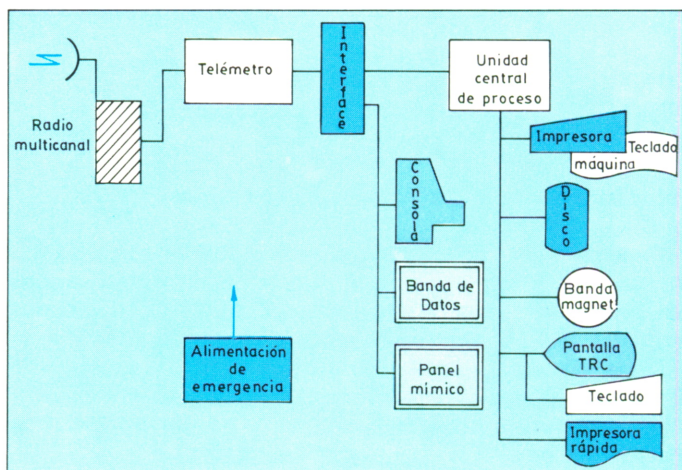 Radio
multicanal
Telémetro
Interface
Unidad
central
de proceso
Impresora
Teclada
máquina
Consola
Disco
Banda de
Datos
Banda
magnet.
Alimentación
de
emergencia
Panel
mímico
Pantalla
TRC
Teclado
Impresora
rápida